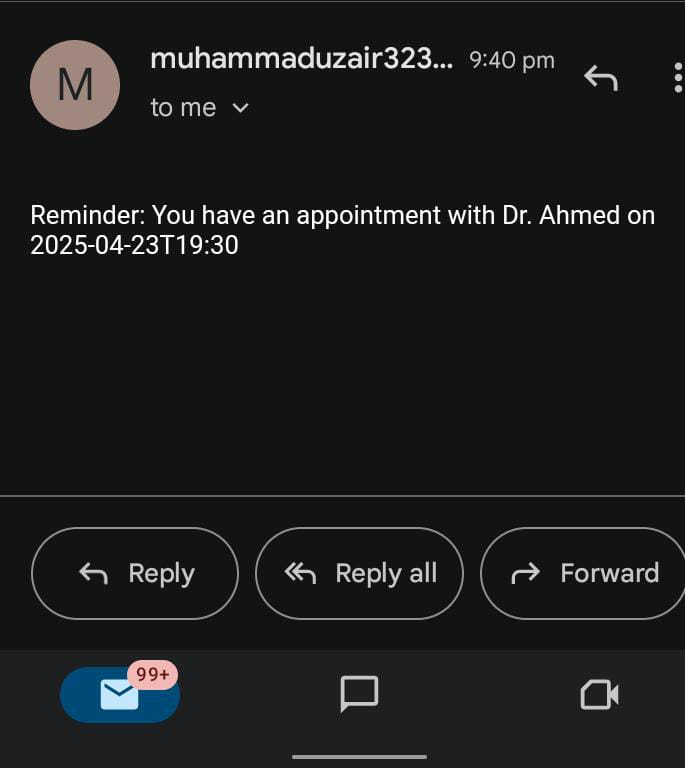 M
muhammaduzair323... 9:40 pm
to me
Reminder: You have an appointment with Dr. Ahmed on
2025-04-23T19:30
Reply
Reply all
Forward
99+